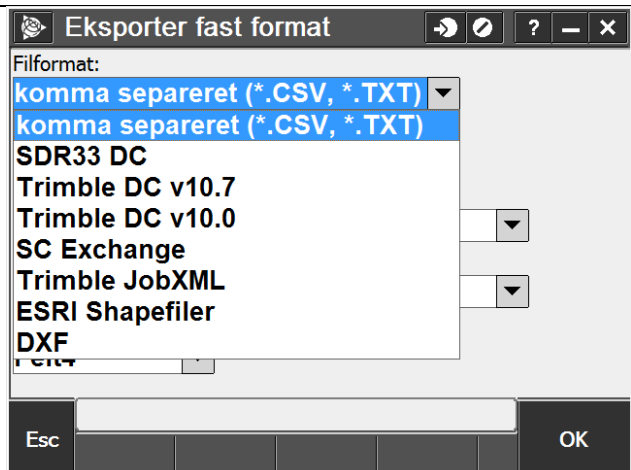 Eksporter fast format
?
Filformat:
komma separeret (*.CSV, *.TXT)
komma separeret (*.CSV, *.TXT)
SDR33 DC
Trimble DC v10.7
Trimble DC v10.0
SC Exchange
Trimble JobXML
ESRI Shapefiler
DXF
Esc
OK